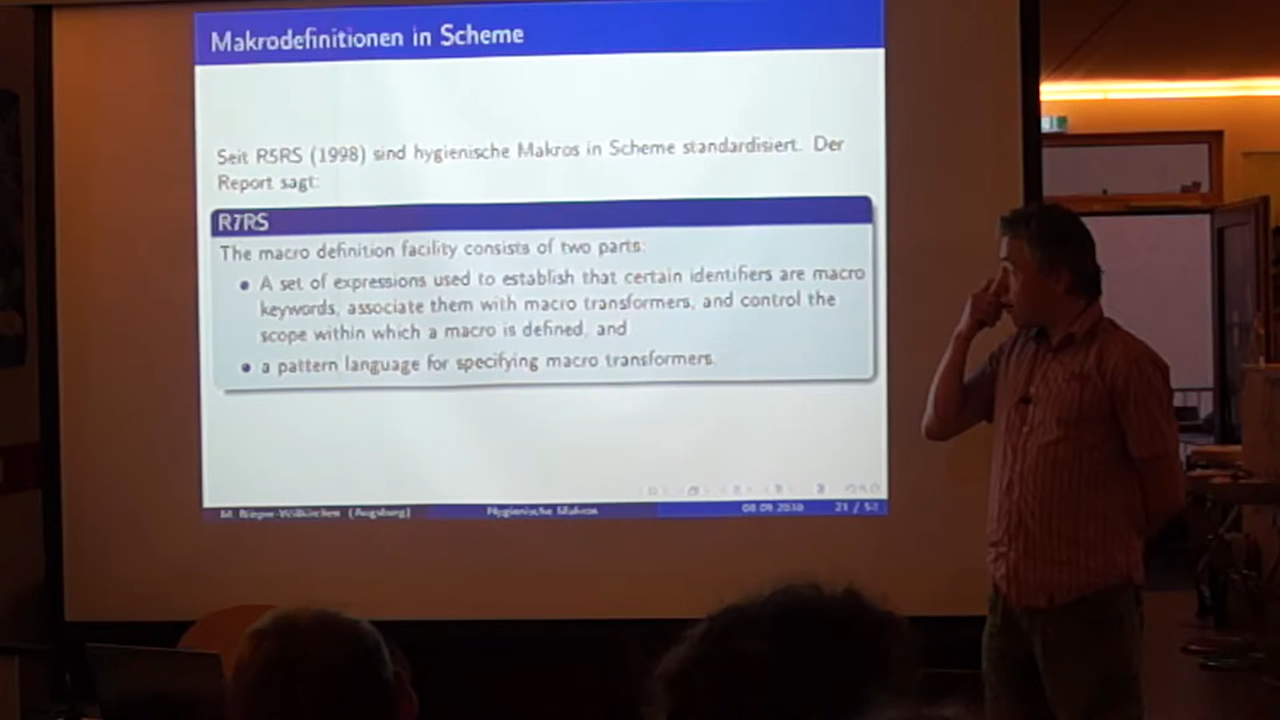 Makrodefinitionen in Scheme
Seit R5RS (1998) sind hygienische Makros in Scheme standardisiert. Der
Report sagt:
R7RS
The macro definition facility consists of two parts:
• A set of expressions used to establish that certain identifiers are macro
keywords, associate them with macro transformers, and control the
scope within which a macro is defined, and
• a pattern language for specifying macro transformers.
(Augsburg)
Hygienische Makros
21 /